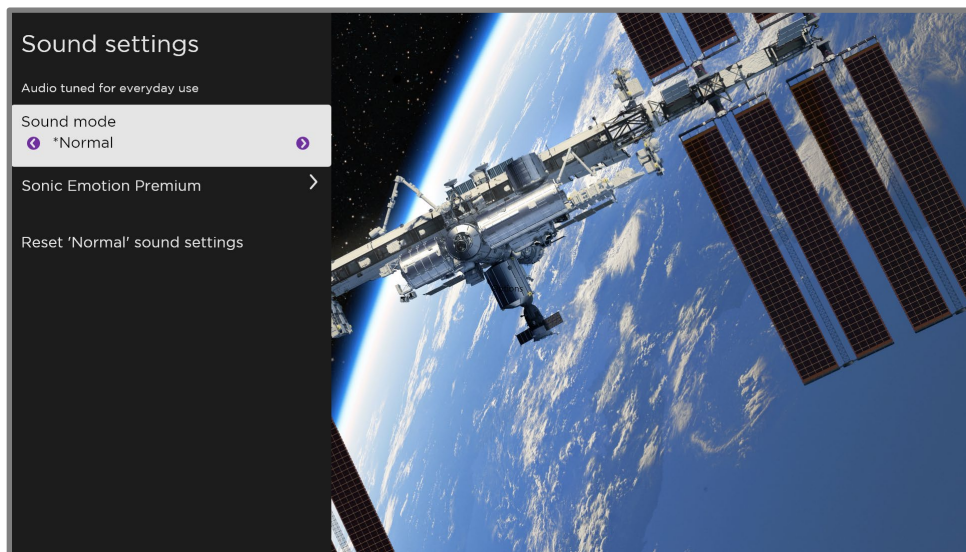 Sound settings
Audio tuned for everyday use
Sound mode
*Normal
Sonic Emotion Premium
Reset 'Normal' sound settings